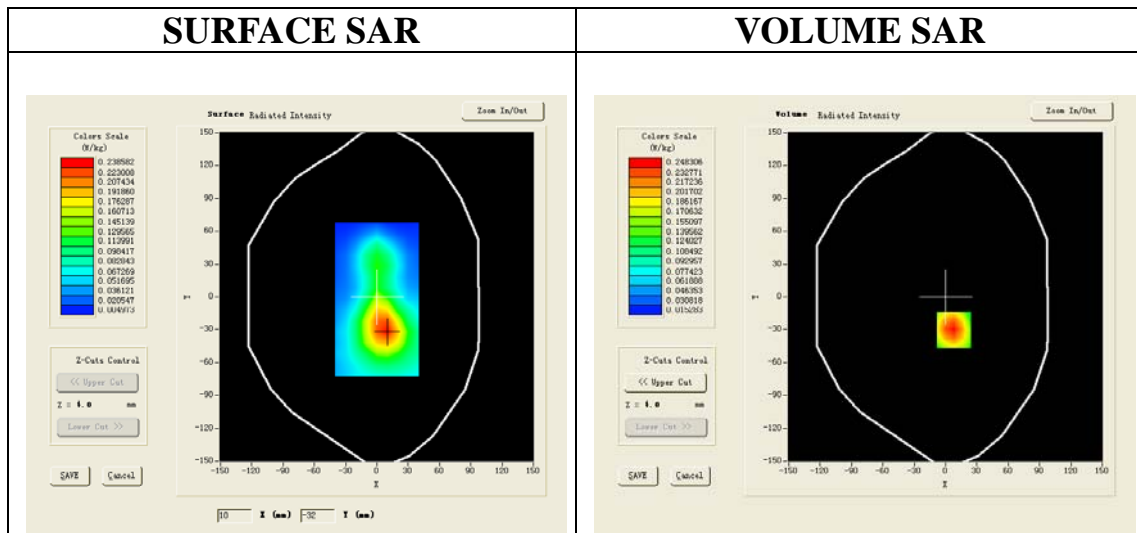 SURFACE SAR
VOLUME SAR
Surface Radiated Intensity
Zoom In/Out
Colors Scale
(W/kg)
0.238582
0.223008
0.207434
0.191860
0.176287
0.160713
0.145139
0.129565
0.113991
0.098417
0.082843
0.067269
0.051695
0.036121
0.020547
0.004973
Z-Cuts Control
<< Upper Cut
Z = 4.0 mm
Lower Cut >>
SAVE
Cancel
150
120
90
60
30
0
-30
-60
-90
-120
-150
Y
-150 -120 -90 -60 -30 0 30 60 90 120 150
X
10 X (mm) -32 Y (mm)
Volume Radiated Intensity
Zoom In/Out
Colors Scale
(W/kg)
0.248306
0.232771
0.217236
0.201702
0.186167
0.170632
0.155097
0.139562
0.124027
0.108492
0.092957
0.077423
0.061888
0.046353
0.030818
0.015283
Z-Cuts Control
<< Upper Cut
Z = 4.0 mm
Lower Cut >>
SAVE
Cancel
150
120
90
60
30
0
-30
-60
-90
-120
-150
Y
-150 -120 -90 -60 -30 0 30 60 90 120 150
X